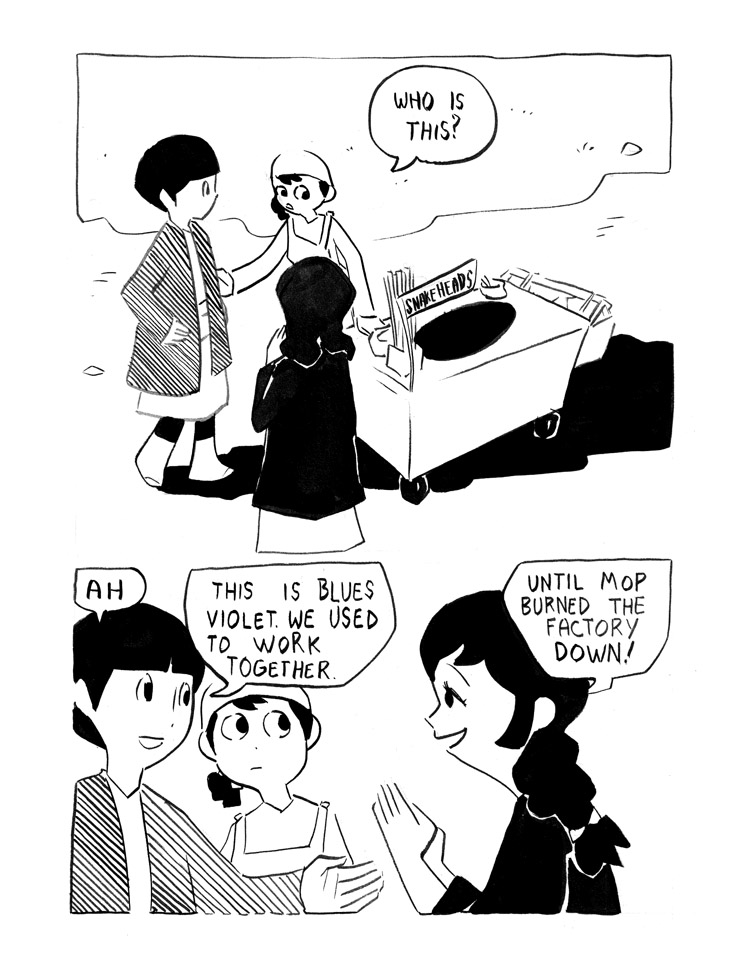 WHO IS
THIS?
SNAKEHEADS
AH
THIS IS BLUES
VIOLET. WE USED
TO WORK
TOGETHER.
UNTIL MOP
BURNED THE
FACTORY
DOWN!